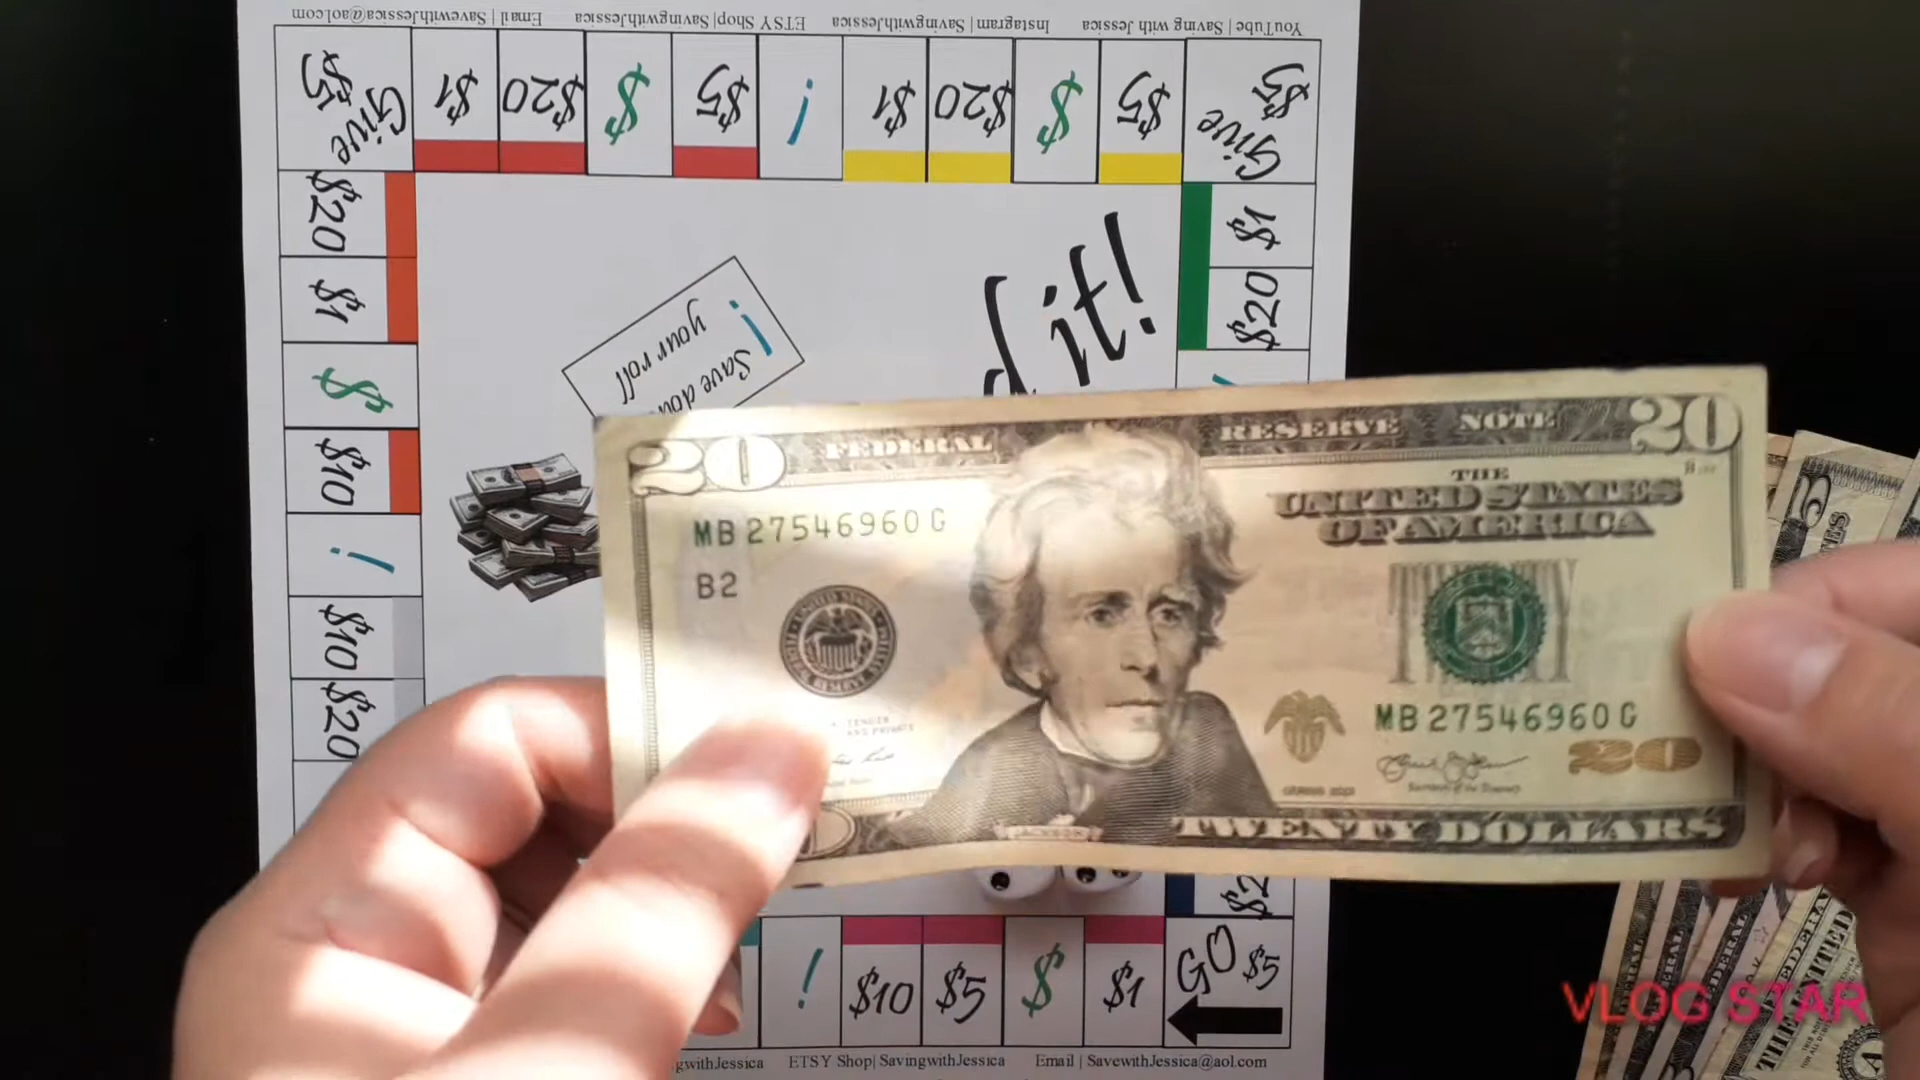 YouTube | Saving with Jessica Instagram | SavingwithJessica ETSY Shop| SavingwithJessica Email | SavewithJessica@aol.com
Give $5
$1
$20
$
$5
!
$1
$20
$
$5
Give $5
$20
$1
$
$10
!
$10
$20
$1
$20
! Save
your roll
d it!
20
FEDERAL RESERVE NOTE
20
THE
UNITED STATES
OF AMERICA
MB 27546960 G
B2
MB 27546960 G
20
JACKSON
TWENTY DOLLARS
!
$10
$5
$
$1
GO $5
VLOG STAR
gwithJessica ETSY Shop| SavingwithJessica Email | SavewithJessica@aol.com